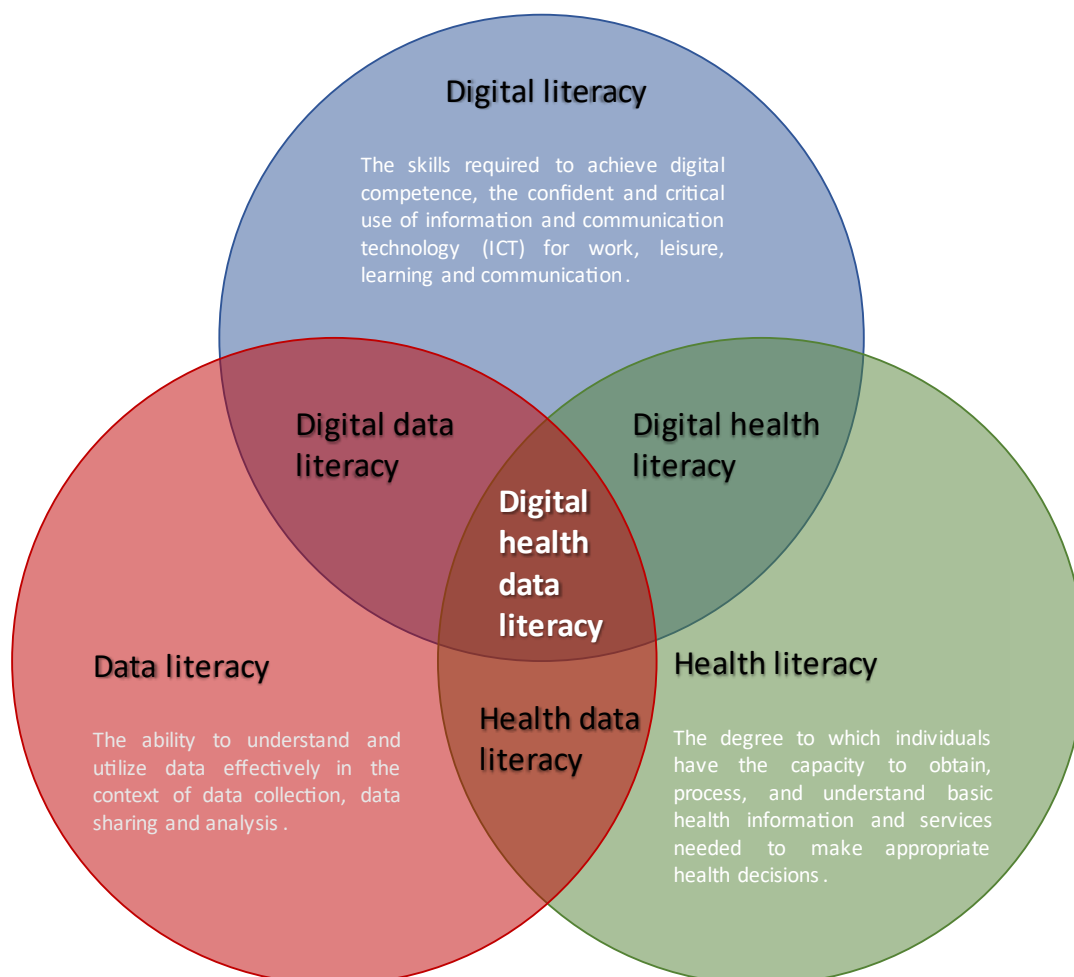 Digital literacy
The skills required to achieve digital
competence, the confident and critical
use of information and communication
technology (ICT) for work, leisure,
learning and communication.
Digital data
literacy
Digital health
literacy
Digital
health
data
literacy
Data literacy
The ability to understand and
utilize data effectively in the
context of data collection, data
sharing and analysis.
Health data
literacy
Health literacy
The degree to which individuals
have the capacity to obtain,
process, and understand basic
health information and services
needed to make appropriate
health decisions.